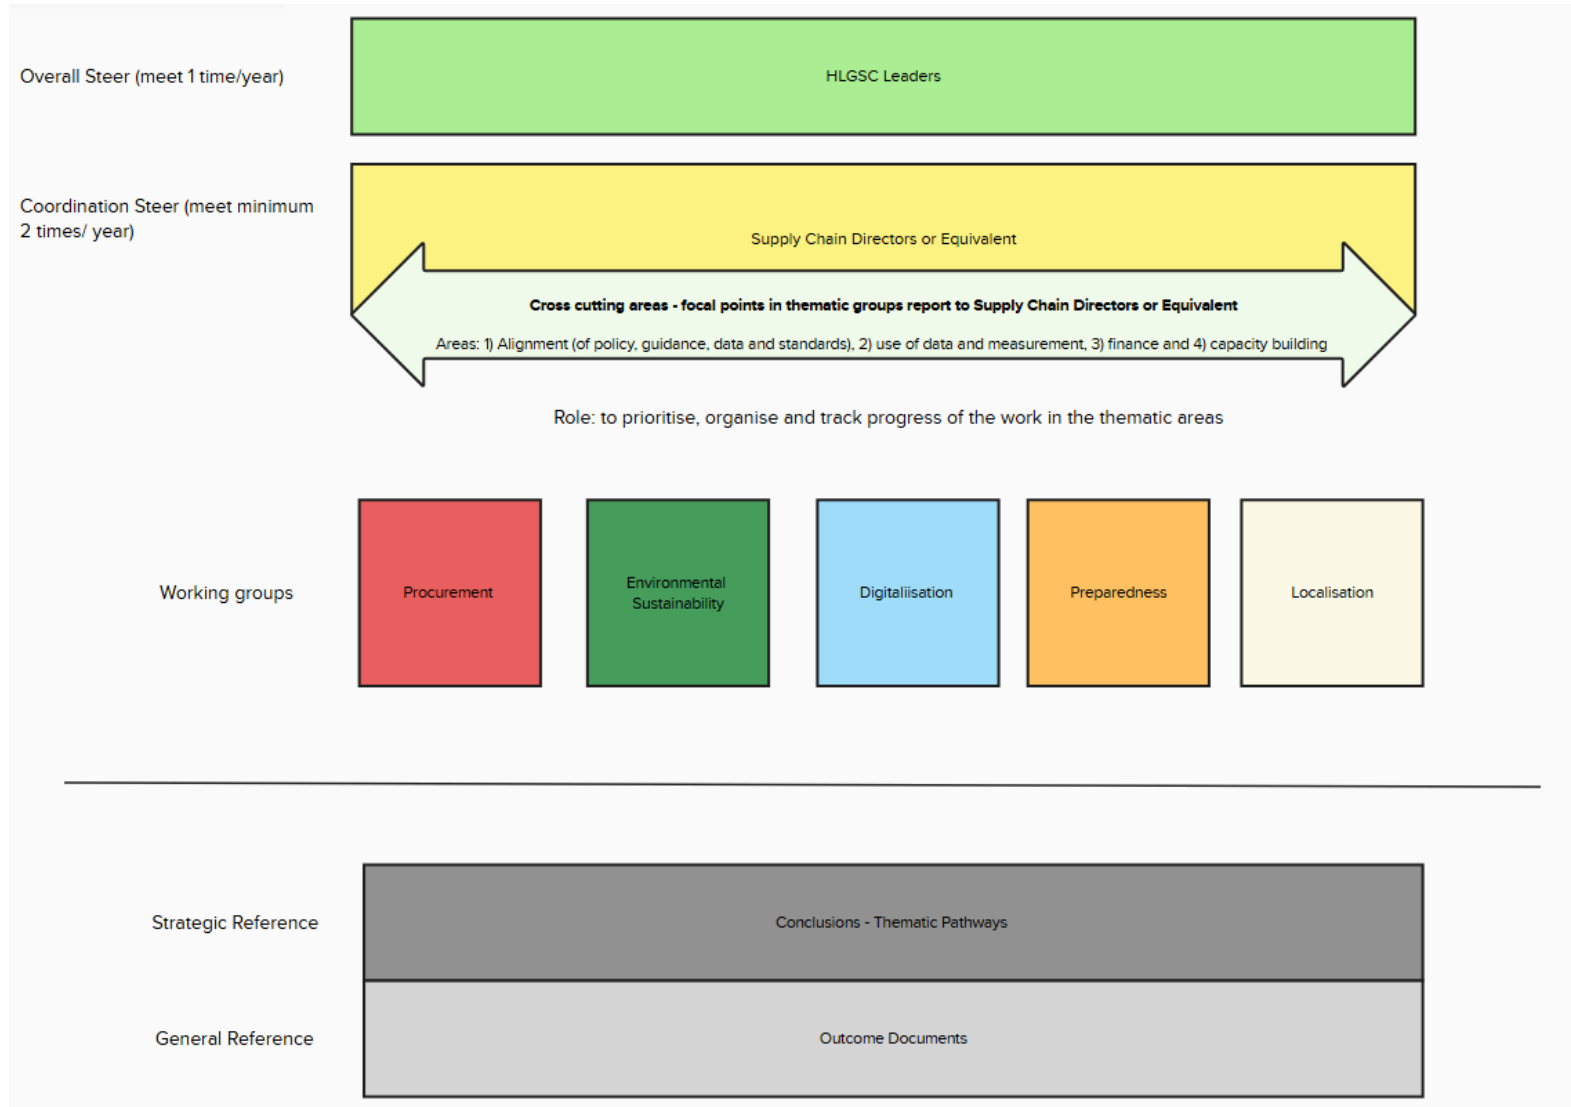 Overall Steer (meet 1 time/year)
HLGSC Leaders
Coordination Steer (meet minimum
2 times/ year)
Supply Chain Directors or Equivalent
Cross cutting areas - focal points in thematic groups report to Supply Chain Directors or Equivalent
Areas: 1) Alignment (of policy, guidance, data and standards), 2) use of data and measurement, 3) finance and 4) capacity building
Role: to prioritise, organise and track progress of the work in the thematic areas
Working groups
Procurement
Environmental
Sustainability
Digitaliisation
Preparedness
Localisation
Strategic Reference
Conclusions - Thematic Pathways
General Reference
Outcome Documents